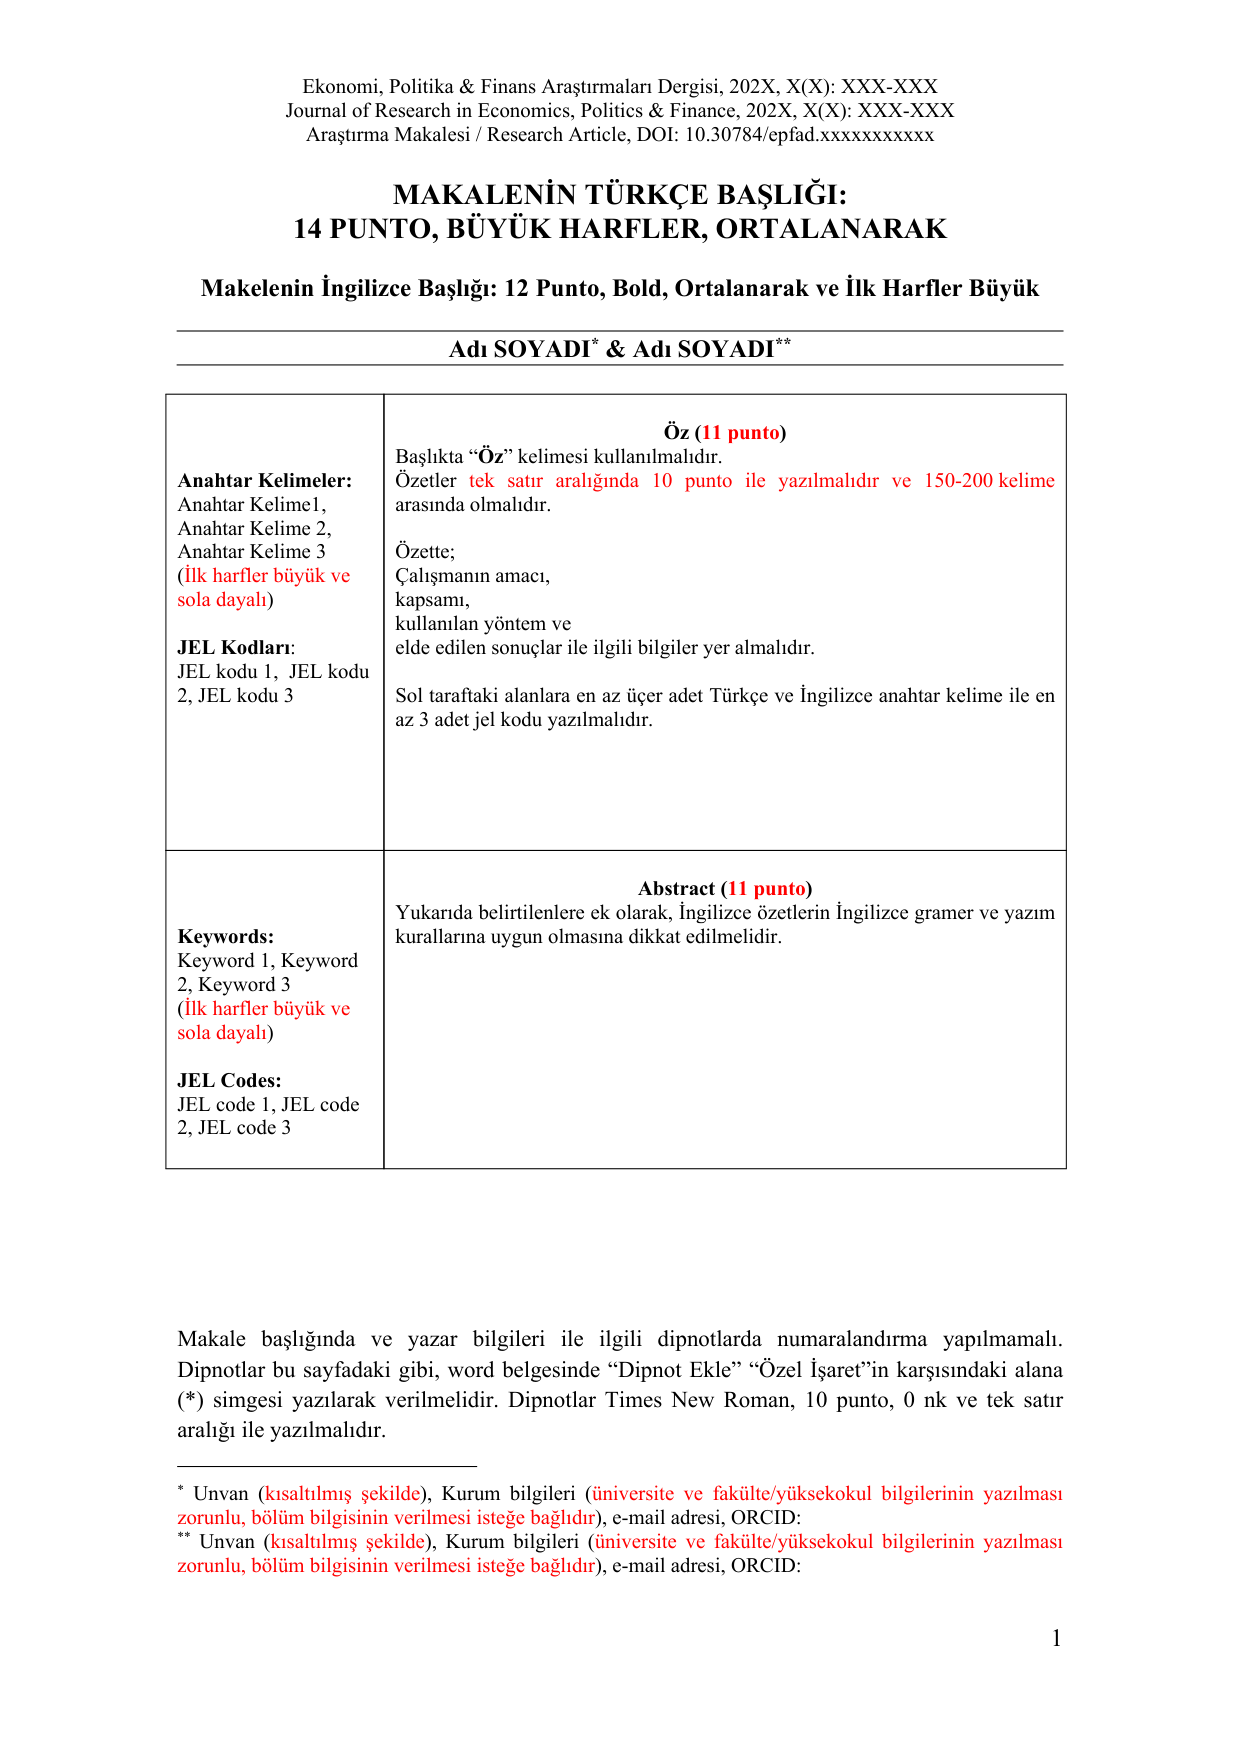 Ekonomi, Politika & Finans Araştırmaları Dergisi, 202X, X(X): XXX-XXX
Journal of Research in Economics, Politics & Finance, 202X, X(X): XXX-XXX
Araştırma Makalesi / Research Article, DOI: 10.30784/epfad.xxxxxxxxxxx
MAKALENİN TÜRKÇE BAŞLIĞI:
14 PUNTO, BÜYÜK HARFLER, ORTALANARAK
Makelenin İngilizce Başlığı: 12 Punto, Bold, Ortalanarak ve İlk Harfler Büyük
Adı SOYADI* & Adı SOYADI**
Anahtar Kelimeler:
Anahtar Kelime1,
Anahtar Kelime 2,
Anahtar Kelime 3
(İlk harfler büyük ve
sola dayalı)
JEL Kodları:
JEL kodu 1, JEL kodu
2, JEL kodu 3
Öz (11 punto)
Başlıkta “Öz” kelimesi kullanılmalıdır.
Özetler tek satır aralığında 10 punto ile yazılmalıdır ve 150-200 kelime
arasında olmalıdır.
Özette;
Çalışmanın amacı,
kapsamı,
kullanılan yöntem ve
elde edilen sonuçlar ile ilgili bilgiler yer almalıdır.
Sol taraftaki alanlara en az üçer adet Türkçe ve İngilizce anahtar kelime ile en
az 3 adet jel kodu yazılmalıdır.
Keywords:
Keyword 1, Keyword
2, Keyword 3
(İlk harfler büyük ve
sola dayalı)
JEL Codes:
JEL code 1, JEL code
2, JEL code 3
Abstract (11 punto)
Yukarıda belirtilenlere ek olarak, İngilizce özetlerin İngilizce gramer ve yazım
kurallarına uygun olmasına dikkat edilmelidir.
Makale başlığında ve yazar bilgileri ile ilgili dipnotlarda numaralandırma yapılmamalı.
Dipnotlar bu sayfadaki gibi, word belgesinde “Dipnot Ekle” “Özel İşaret”in karşısındaki alana
(*) simgesi yazılarak verilmelidir. Dipnotlar Times New Roman, 10 punto, 0 nk ve tek satır
aralığı ile yazılmalıdır.
* Unvan (kısaltılmış şekilde), Kurum bilgileri (üniversite ve fakülte/yüksekokul bilgilerinin yazılması
zorunlu, bölüm bilgisinin verilmesi isteğe bağlıdır), e-mail adresi, ORCID:
** Unvan (kısaltılmış şekilde), Kurum bilgileri (üniversite ve fakülte/yüksekokul bilgilerinin yazılması
zorunlu, bölüm bilgisinin verilmesi isteğe bağlıdır), e-mail adresi, ORCID:
1